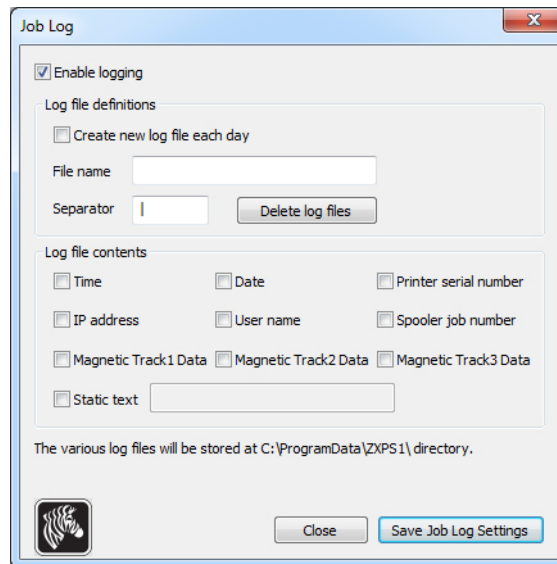 Job Log
Enable logging
Log file definitions
Create new log file each day
File name
Separator Delete log files
Log file contents
Time Date Printer serial number
IP address User name Spooler job number
Magnetic Track1 Data Magnetic Track2 Data Magnetic Track3 Data
Static text
The various log files will be stored at C:\ProgramData\ZXPS1\ directory.
Close Save Job Log Settings